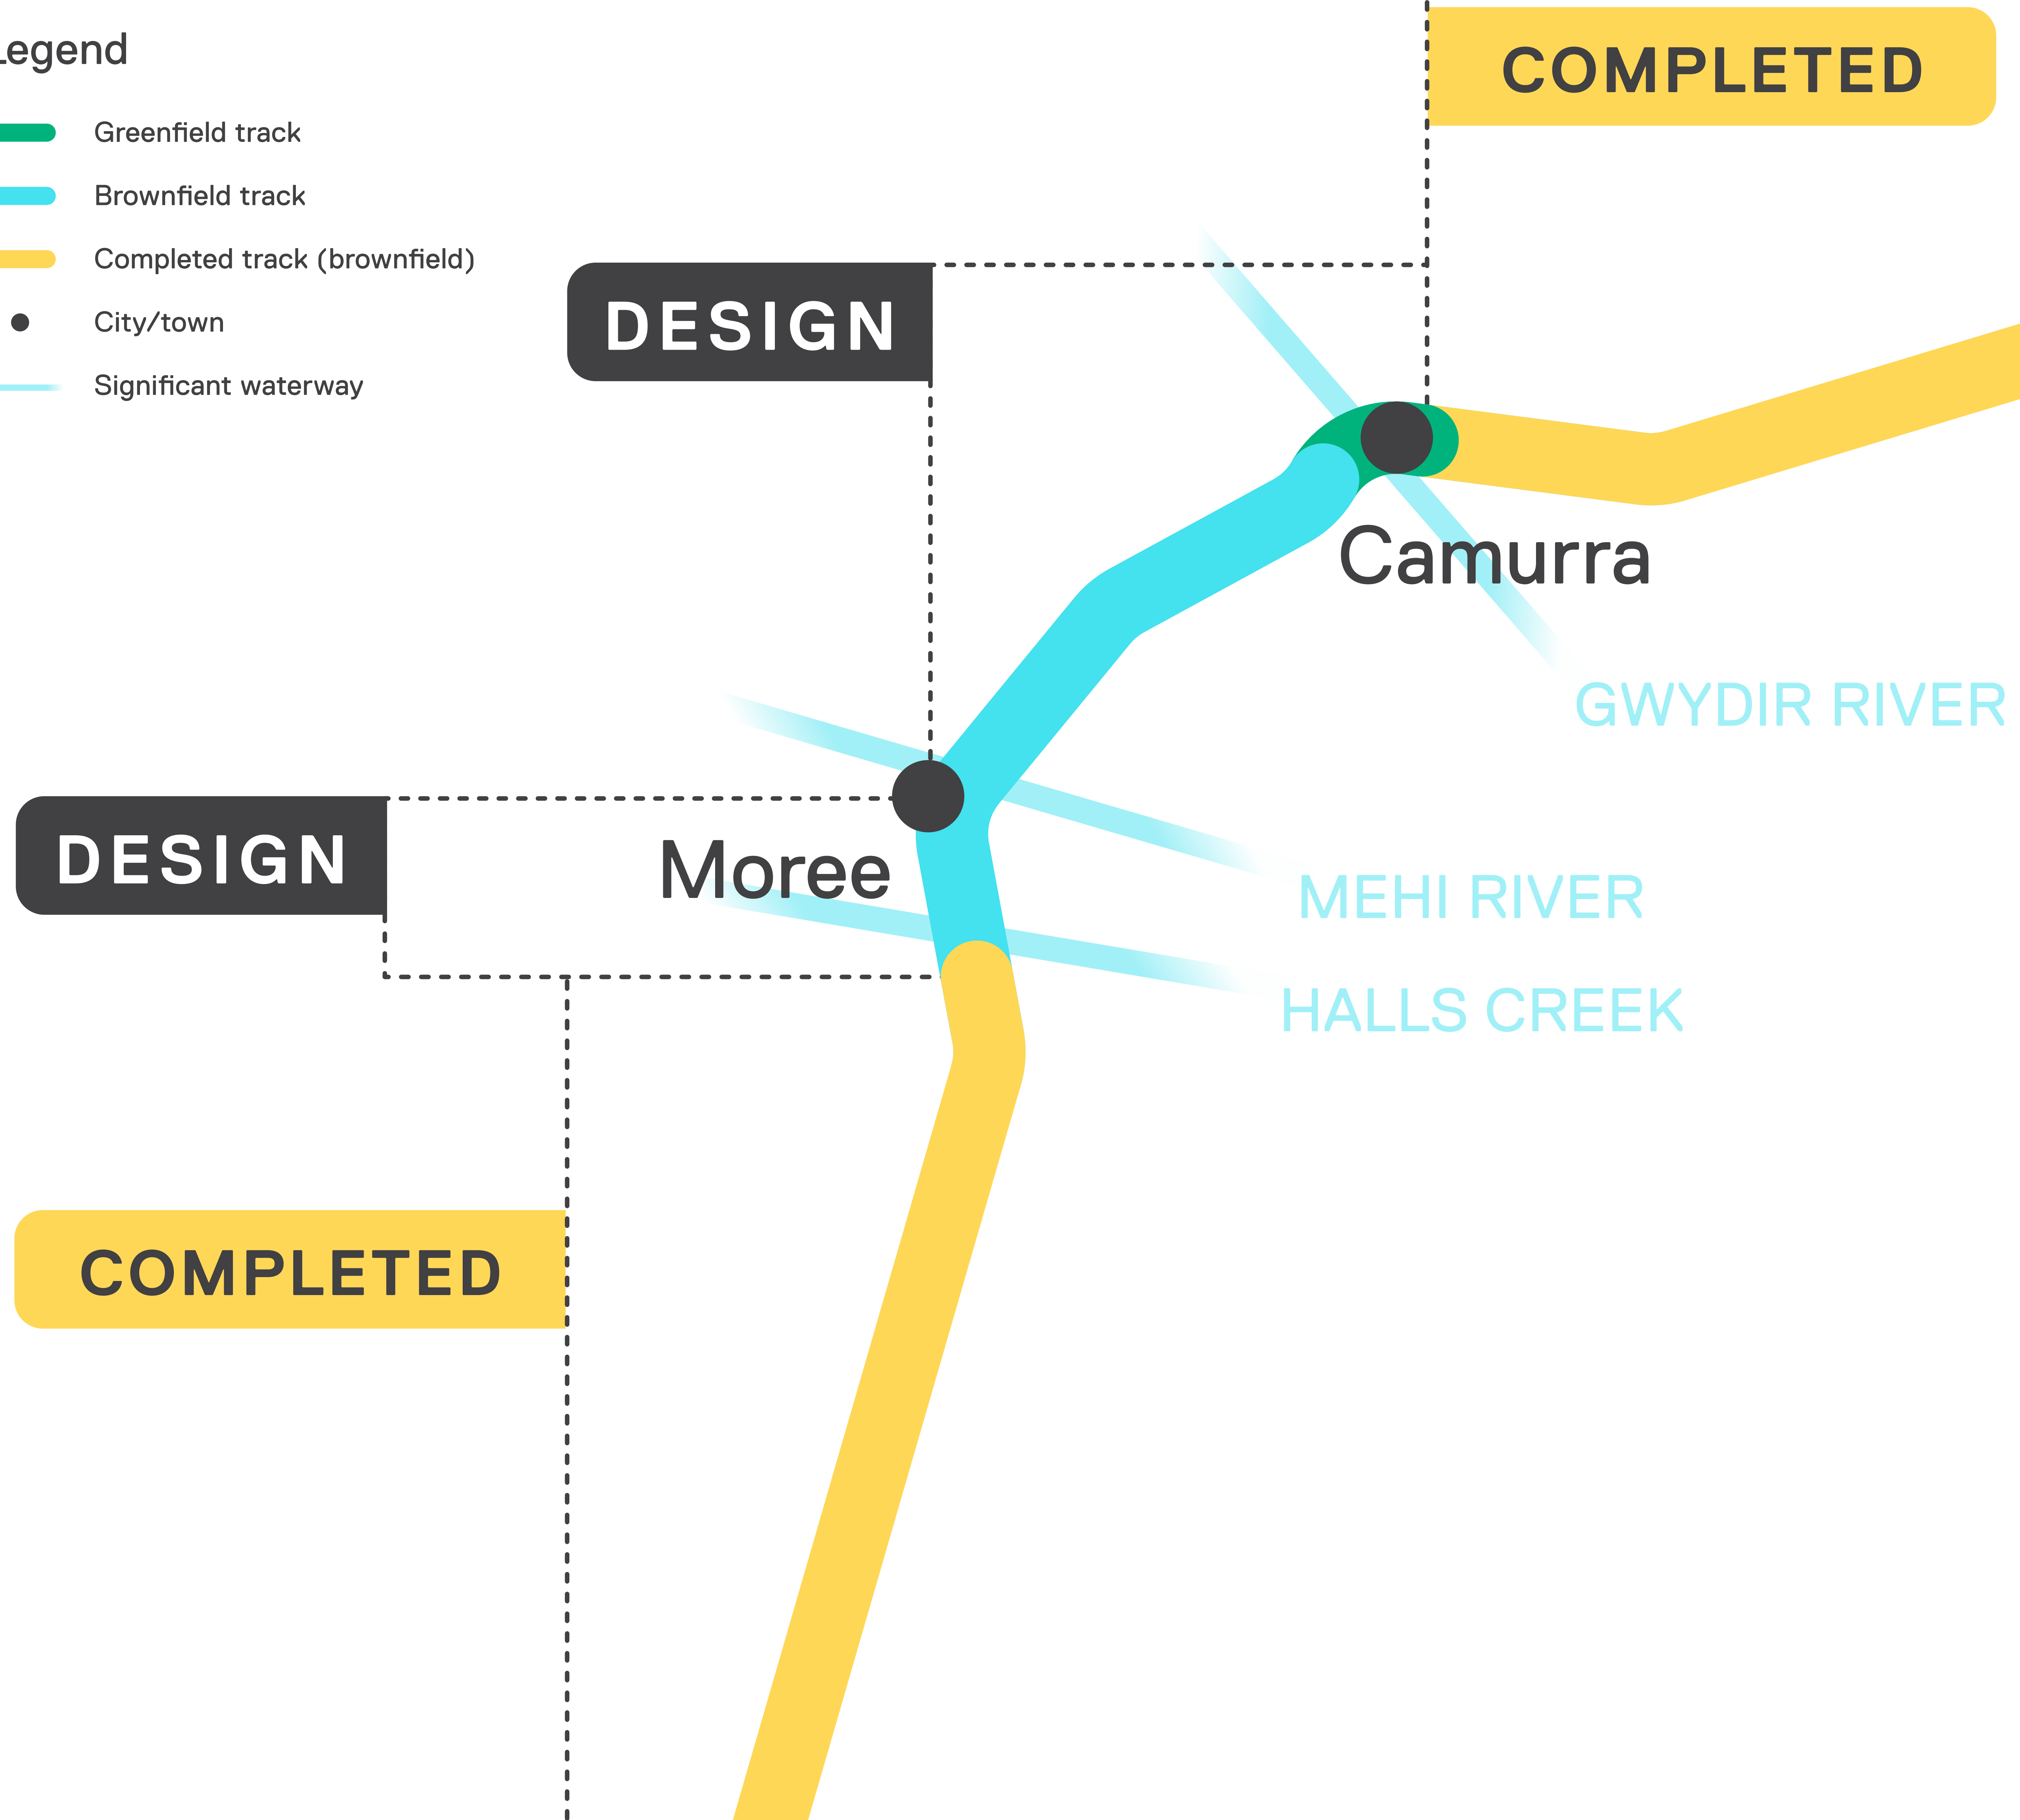 Legend
Greenfield track
Brownfield track
Completed track (brownfield)
City/town
Significant waterway
COMPLETED
DESIGN
Camurra
GWYDIR RIVER
DESIGN
Moree
MEHI RIVER
HALLS CREEK
COMPLETED